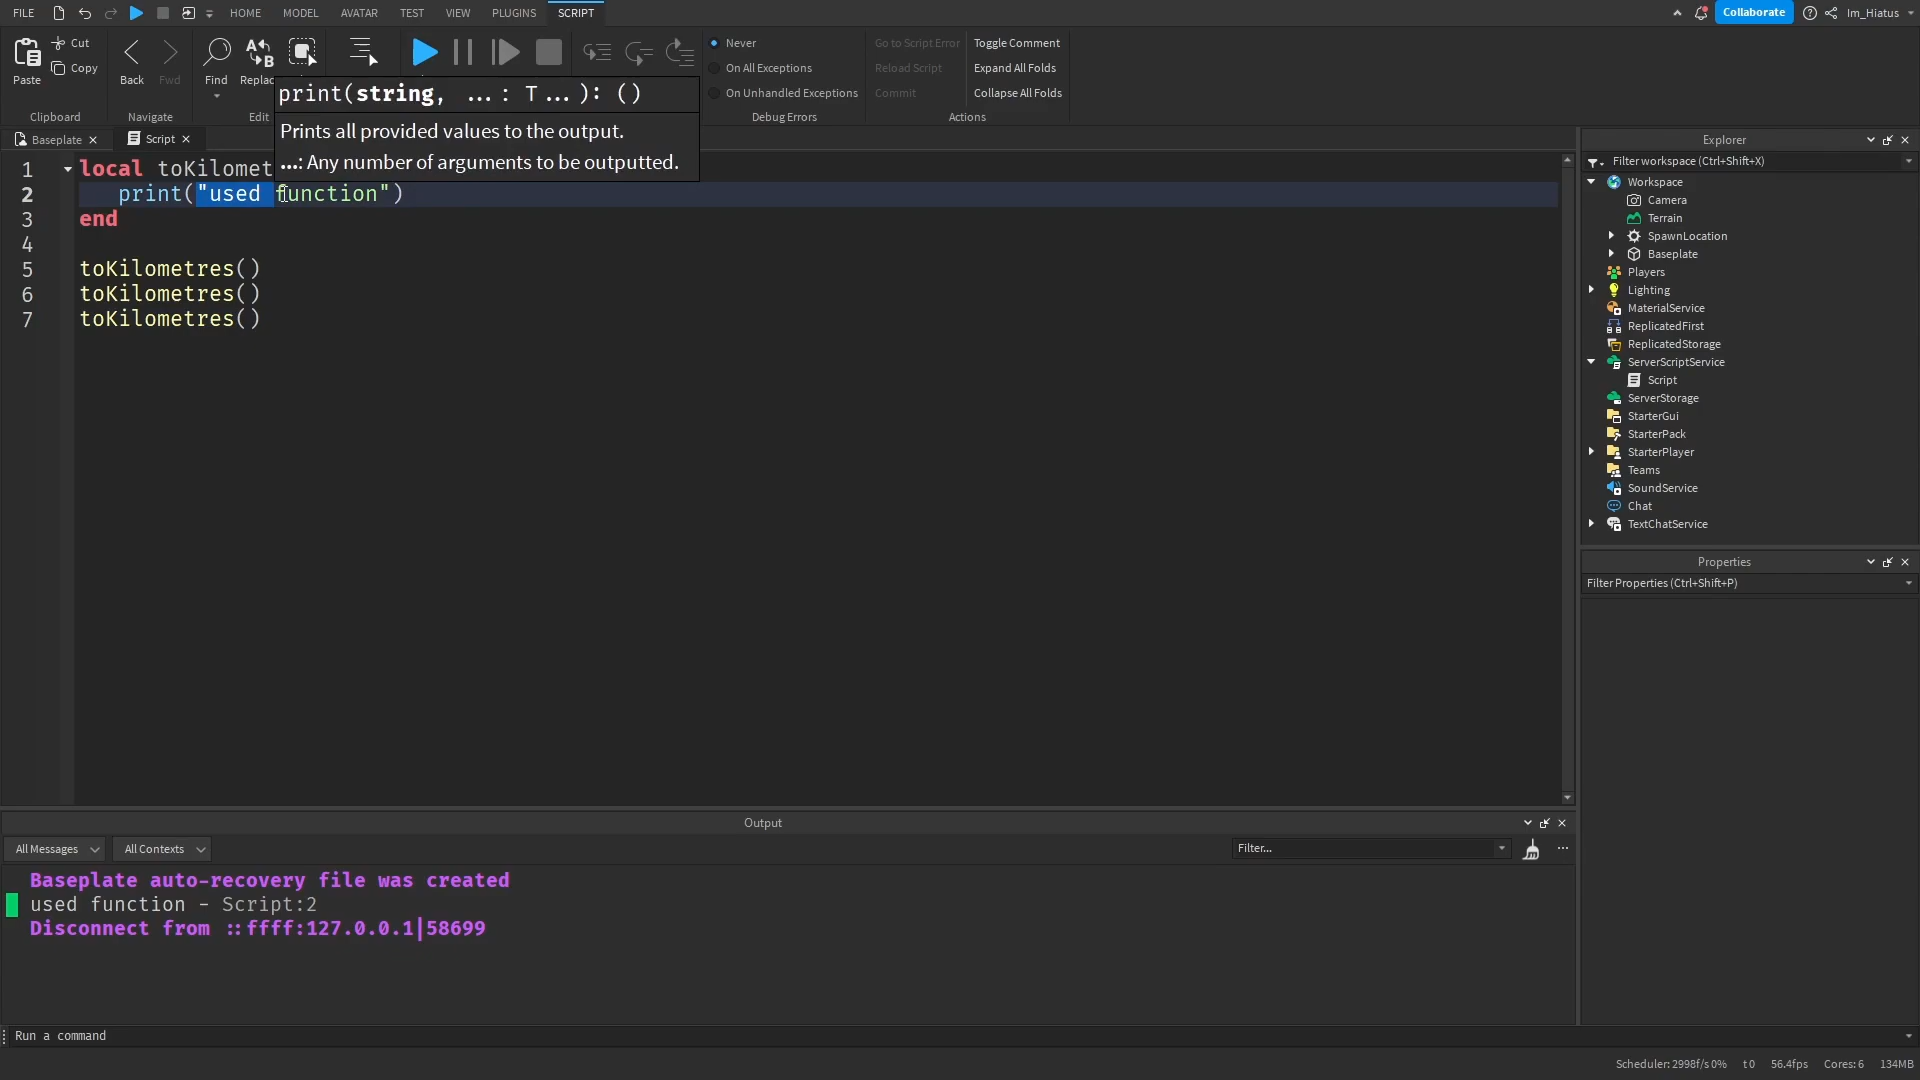 FILE HOME MODEL AVATAR TEST VIEW PLUGINS SCRIPT Collaborate Im_Hiatus
Paste Cut Copy Clipboard
Back Fwd Navigate
Find Replac Edit
Never
On All Exceptions
On Unhandled Exceptions
Debug Errors
Go to Script Error
Reload Script
Commit
Toggle Comment
Expand All Folds
Collapse All Folds
Actions
print(string, ...: T...): ()
Prints all provided values to the output.
...: Any number of arguments to be outputted.
Baseplate Script
1 local toKilomet
2 print("used function")
3 end
4
5 toKilometres()
6 toKilometres()
7 toKilometres()
Explorer
Filter workspace (Ctrl+Shift+X)
Workspace
Camera
Terrain
SpawnLocation
Baseplate
Players
Lighting
MaterialService
ReplicatedFirst
ReplicatedStorage
ServerScriptService
Script
ServerStorage
StarterGui
StarterPack
StarterPlayer
Teams
SoundService
Chat
TextChatService
Properties
Filter Properties (Ctrl+Shift+P)
Output
All Messages All Contexts Filter...
Baseplate auto-recovery file was created
used function - Script:2
Disconnect from ::ffff:127.0.0.1|58699
Run a command
Scheduler: 2998f/s 0% t 0 56.4fps Cores: 6 134MB